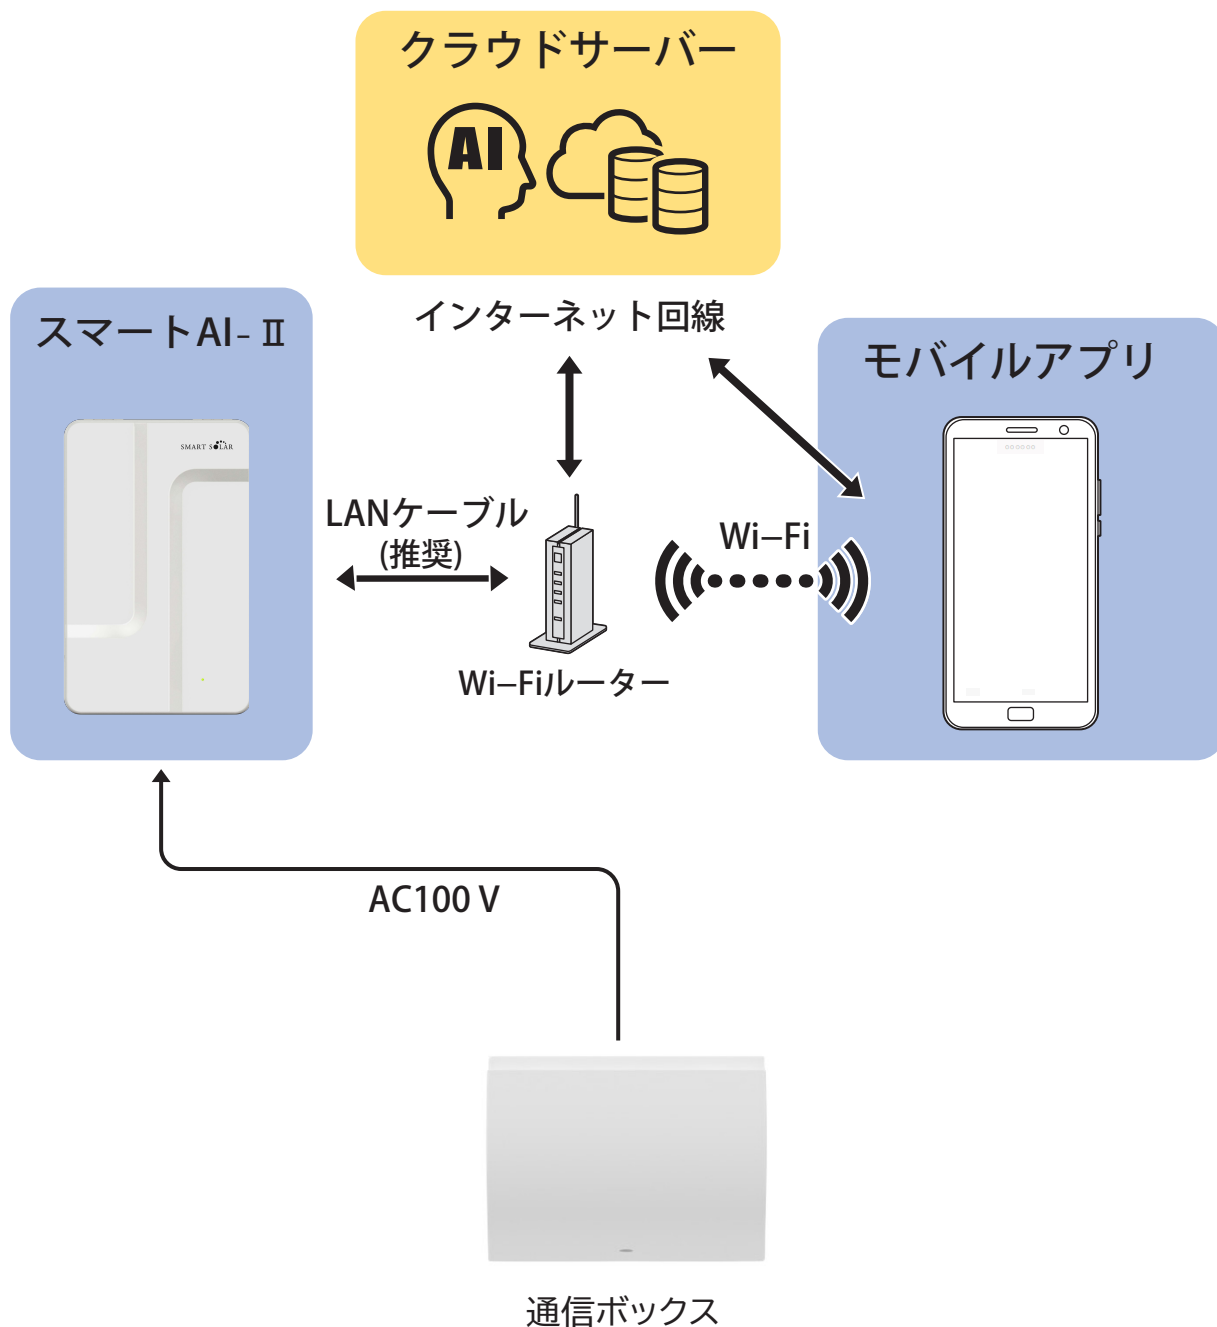 クラウドサーバー
AI
インターネット回線
スマートAI-Ⅱ
モバイルアプリ
SMART SOLAR
LANケーブル
(推奨)
Wi-Fi
Wi-Fiルーター
AC100 V
通信ボックス